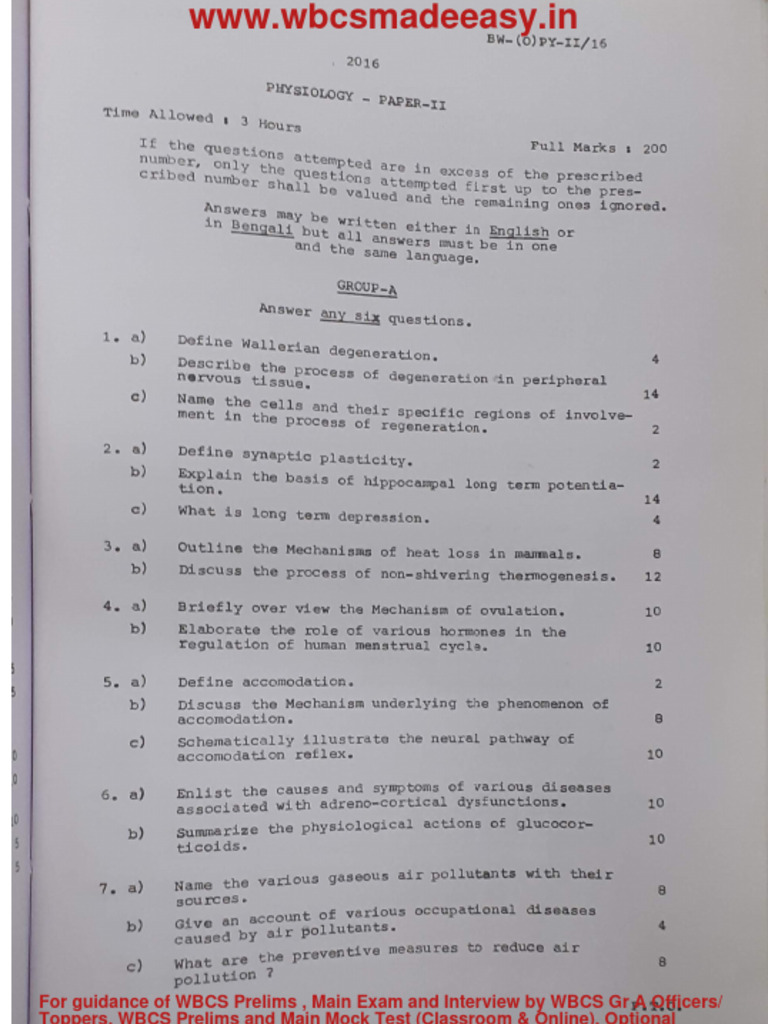 www.wbcsmadeeasy.in
BW-(O)PY-II/16
2016
PHYSIOLOGY - PAPER-II
Time Allowed : 3 Hours
Full Marks : 200
If the questions attempted are in excess of the prescribed
number, only the questions attempted first up to the pres-
cribed number shall be valued and the remaining ones ignored.
Answers may be written either in English or
in Bengali but all answers must be in one
and the same language.
GROUP-A
Answer any six questions.
1. a) Define Wallerian degeneration. 4
b) Describe the process of degeneration in peripheral
nervous tissue. 14
c) Name the cells and their specific regions of involve-
ment in the process of regeneration. 2
2. a) Define synaptic plasticity. 2
b) Explain the basis of hippocampal long term potentia-
tion. 14
c) What is long term depression. 4
3. a) Outline the Mechanisms of heat loss in mammals. 8
b) Discuss the process of non-shivering thermogenesis. 12
4. a) Briefly over view the Mechanism of ovulation. 10
b) Elaborate the role of various hormones in the
regulation of human menstrual cycle. 10
5. a) Define accomodation. 2
b) Discuss the Mechanism underlying the phenomenon of
accomodation. 8
c) Schematically illustrate the neural pathway of
accomodation reflex. 10
6. a) Enlist the causes and symptoms of various diseases
associated with adreno-cortical dysfunctions. 10
b) Summarize the physiological actions of glucocor-
ticoids. 10
7. a) Name the various gaseous air pollutants with their
sources. 8
b) Give an account of various occupational diseases
caused by air pollutants. 4
c) What are the preventive measures to reduce air
pollution ? 8
For guidance of WBCS Prelims , Main Exam and Interview by WBCS Gr A Officers/
Toppers, WBCS Prelims and Main Mock Test (Classroom & Online), Optional